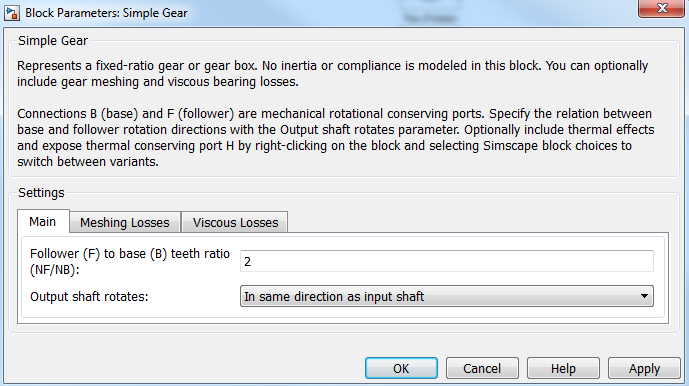 Block Parameters: Simple Gear
Simple Gear
Represents a fixed-ratio gear or gear box. No inertia or compliance is modeled in this block. You can optionally
include gear meshing and viscous bearing losses.
Connections B (base) and F (follower) are mechanical rotational conserving ports. Specify the relation between
base and follower rotation directions with the Output shaft rotates parameter. Optionally include thermal effects
and expose thermal conserving port H by right-clicking on the block and selecting Simscape block choices to
switch between variants.
Settings
Main Meshing Losses Viscous Losses
Follower (F) to base (B) teeth ratio
(NF/NB):
2
Output shaft rotates: In same direction as input shaft
OK Cancel Help Apply